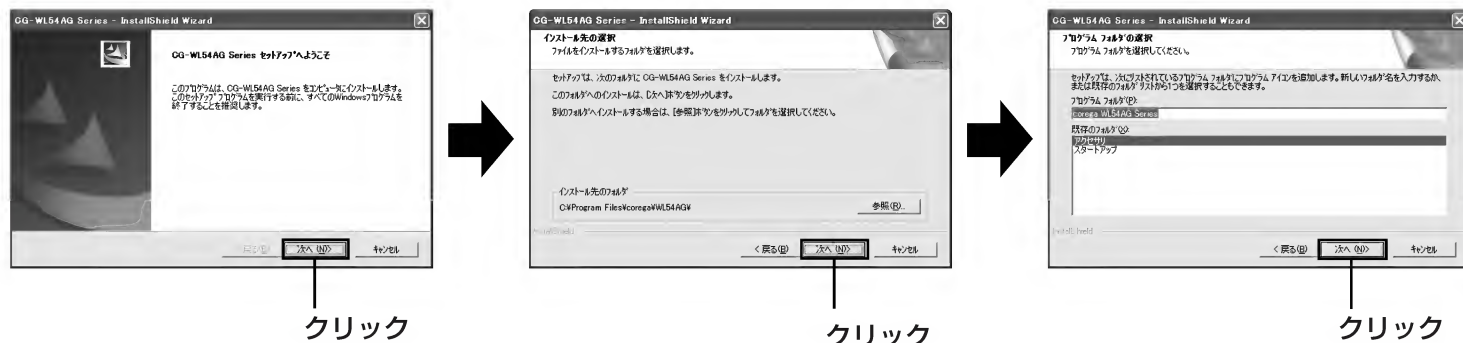 CG-WL54AG Series - InstallShield Wizard
CG-WL54AG Series セットアップへようこそ
このプログラムは、CG-WL54AG Series をコンピュータにインストールします。
このセットアップ プログラムを実行する前に、すべてのWindowsプログラムを
終了することを推奨します。
< 戻る(B)
次へ (N)>
キャンセル
クリック
CG-WL54AG Series - InstallShield Wizard
インストール先の選択
ファイルをインストールするフォルダを選択します。
セットアップは、次のフォルダに CG-WL54AG Series をインストールします。
このフォルダへのインストールは、[次へ]ボタンをクリックします。
別のフォルダへインストールする場合は、[参照]ボタンをクリックしてフォルダを選択してください。
インストール先のフォルダ
C:¥Program Files¥corega¥WL54AG¥
参照(R)...
InstallShield
< 戻る(B)
次へ (N)>
キャンセル
クリック
CG-WL54AG Series - InstallShield Wizard
プログラム フォルダの選択
プログラム フォルダを選択してください。
セットアップは、次にリストされているプログラム フォルダにプログラム アイコンを追加します。新しいフォルダ名を入力するか、
または既存のフォルダ リストから1つを選択することもできます。
プログラム フォルダ(P):
corega WL54AG Series
既存のフォルダ(X):
アクセサリ
スタートアップ
InstallShield
< 戻る(B)
次へ (N)>
キャンセル
クリック